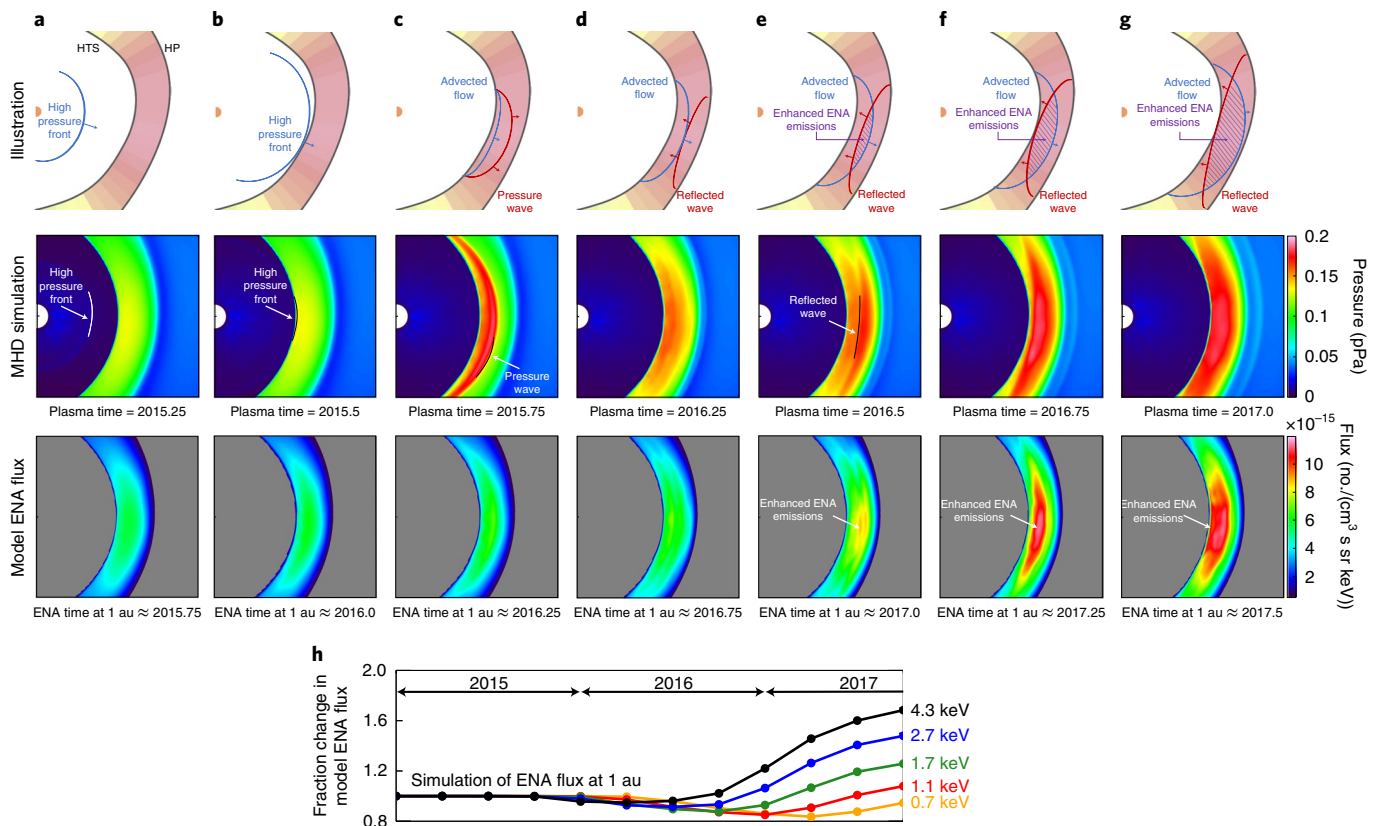 a
b
c
d
e
f
g
Illustration
HTS
HP
High
pressure
front
High
pressure
front
Advected
flow
Pressure
wave
Advected
flow
Reflected
wave
Advected
flow
Enhanced ENA
emissions
Reflected
wave
Advected
flow
Enhanced ENA
emissions
Reflected
wave
Advected
flow
Enhanced ENA
emissions
Reflected
wave
MHD simulation
High
pressure
front
High
pressure
front
Pressure
wave
Reflected
wave
0.2
0.15
0.1
0.05
0
Pressure (pPa)
Plasma time = 2015.25
Plasma time = 2015.5
Plasma time = 2015.75
Plasma time = 2016.25
Plasma time = 2016.5
Plasma time = 2016.75
Plasma time = 2017.0
Model ENA flux
Enhanced ENA
emissions
Enhanced ENA
emissions
Enhanced ENA
emissions
×10⁻¹⁵
10
8
6
4
2
Flux (no./(cm³ s sr keV))
ENA time at 1 au ≈ 2015.75
ENA time at 1 au ≈ 2016.0
ENA time at 1 au ≈ 2016.25
ENA time at 1 au ≈ 2016.75
ENA time at 1 au ≈ 2017.0
ENA time at 1 au ≈ 2017.25
ENA time at 1 au ≈ 2017.5
h
Fraction change in
model ENA flux
2.0
1.6
1.2
0.8
2015
2016
2017
Simulation of ENA flux at 1 au
4.3 keV
2.7 keV
1.7 keV
1.1 keV
0.7 keV